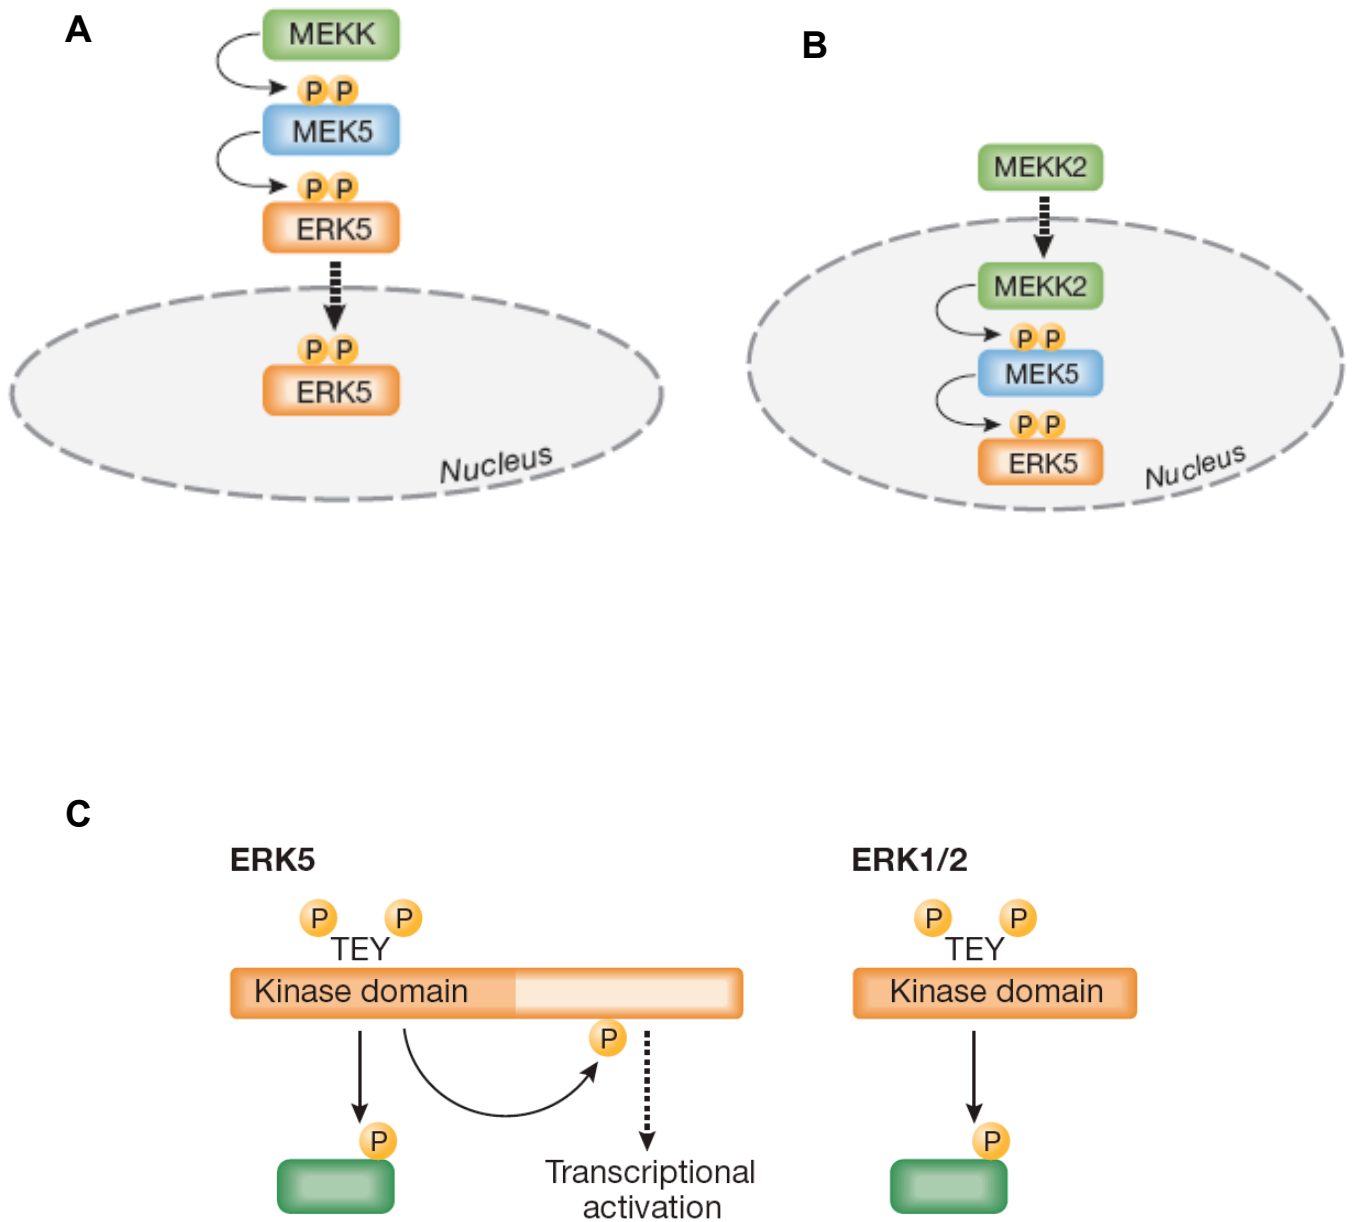 A
MEKK
P P
MEK5
P P
ERK5
P P
ERK5
Nucleus
B
MEKK2
MEKK2
P P
MEK5
P P
ERK5
Nucleus
C
ERK5
P P
TEY
Kinase domain
P
P
Transcriptional
activation
ERK1/2
P P
TEY
Kinase domain
P